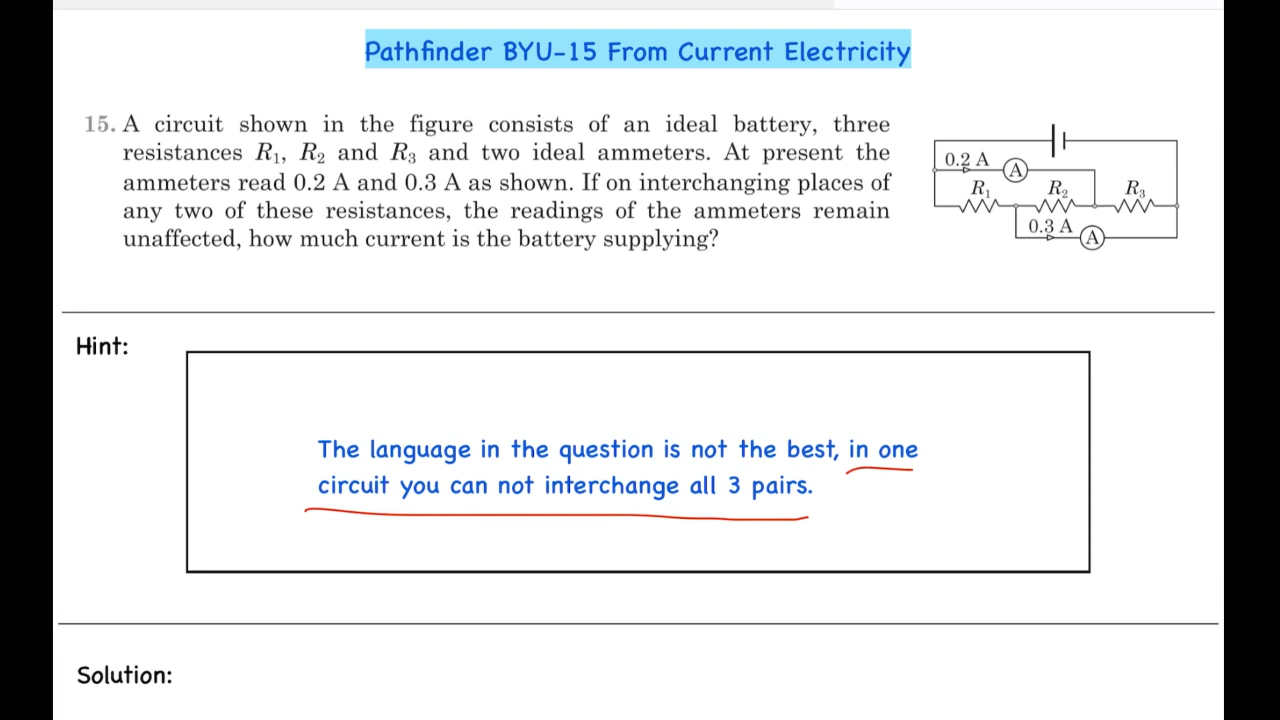 Pathfinder BYU-15 From Current Electricity
15. A circuit shown in the figure consists of an ideal battery, three
resistances R₁, R₂ and R₃ and two ideal ammeters. At present the
ammeters read 0.2 A and 0.3 A as shown. If on interchanging places of
any two of these resistances, the readings of the ammeters remain
unaffected, how much current is the battery supplying?
0.2 A
A
R₁
R₂
R₃
0.3 A
A
Hint:
The language in the question is not the best, in one
circuit you can not interchange all 3 pairs.
Solution: